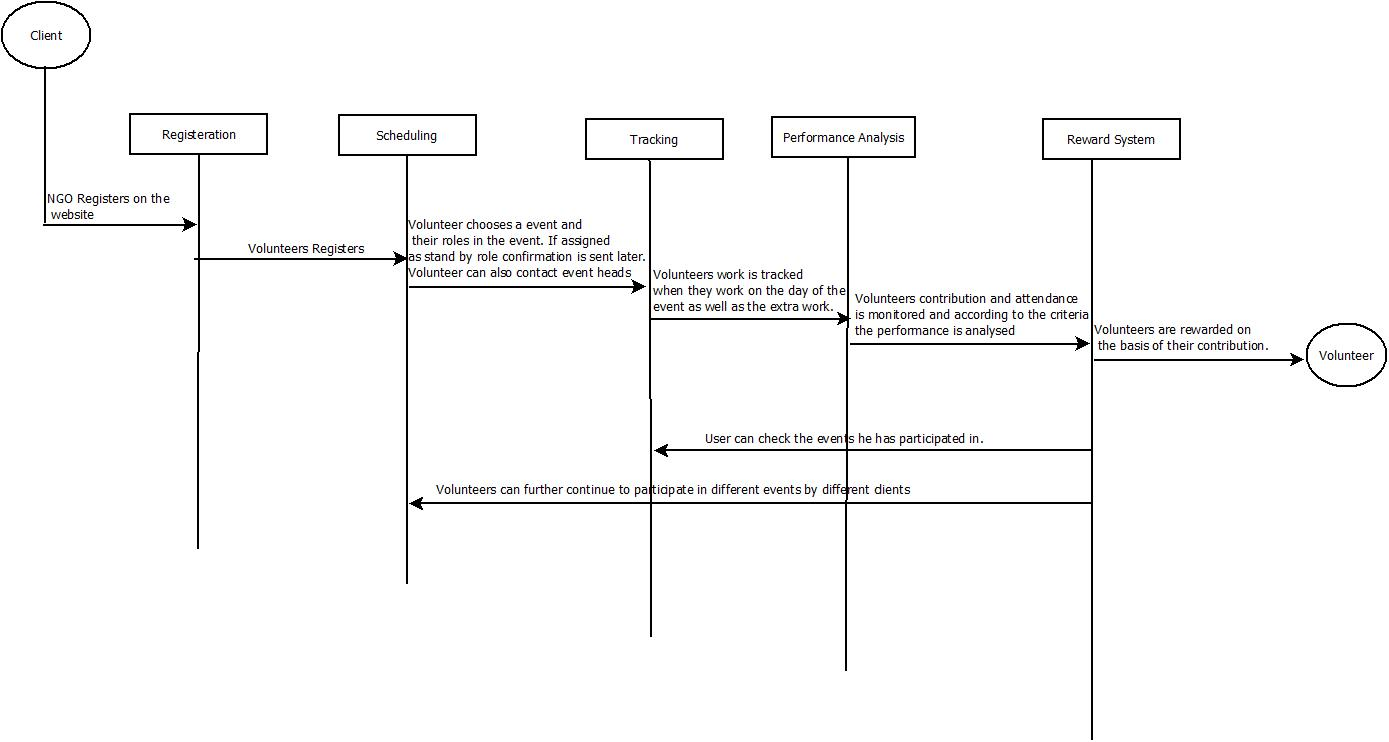 Client
Registeration
Scheduling
Tracking
Performance Analysis
Reward System
NGO Registers on the
website
Volunteers Registers
Volunteer chooses a event and
their roles in the event. If assigned
as stand by role confirmation is sent later.
Volunteer can also contact event heads
Volunteers work is tracked
when they work on the day of the
event as well as the extra work.
Volunteers contribution and attendance
is monitored and according to the criteria
the performance is analysed
Volunteers are rewarded on
the basis of their contribution.
Volunteer
User can check the events he has participated in.
Volunteers can further continue to participate in different events by different clients